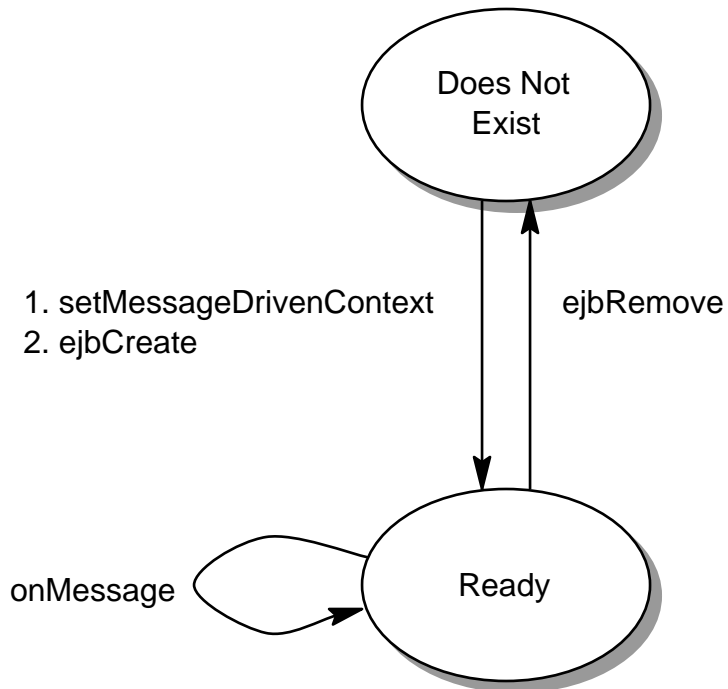 Does Not
Exist
1. setMessageDrivenContext
2. ejbCreate
ejbRemove
onMessage
Ready